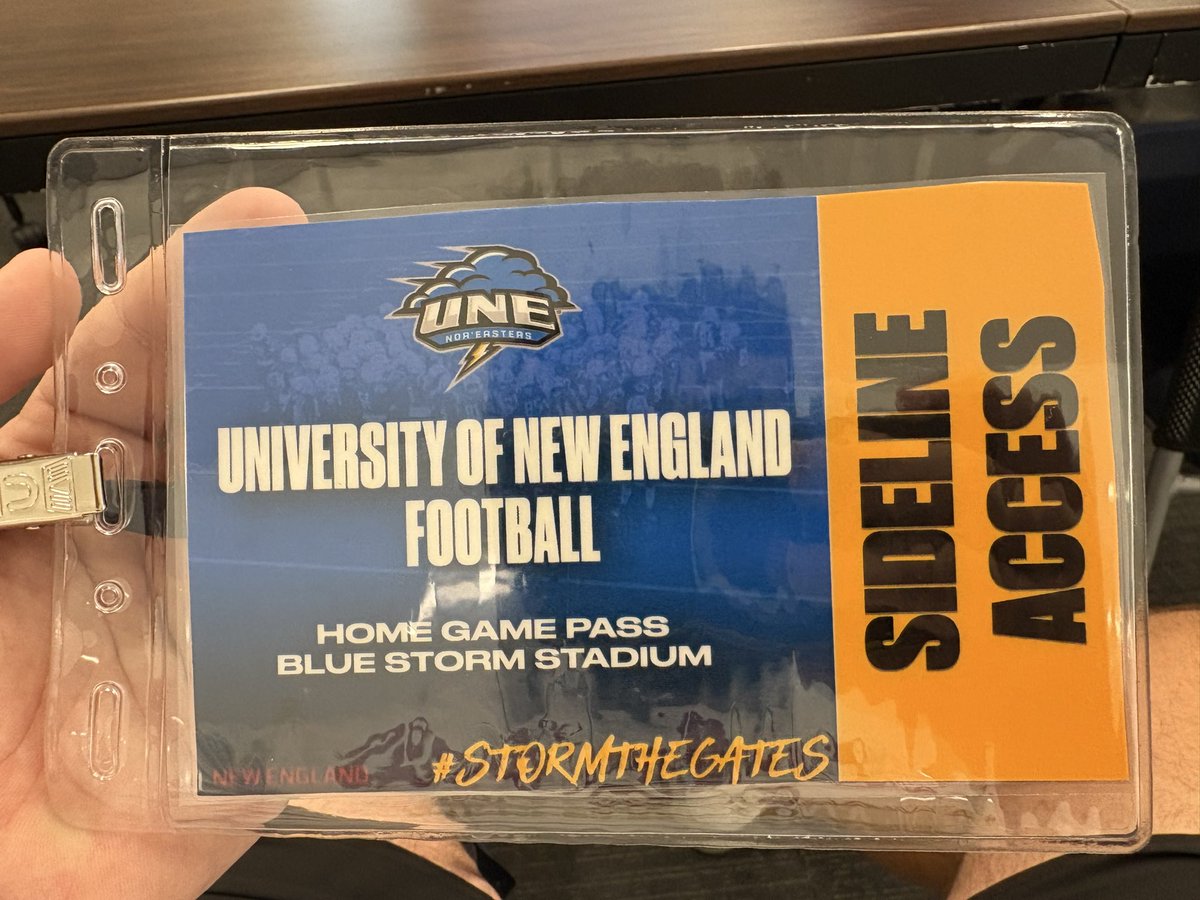 UNE
NOR'EASTERS
UNIVERSITY OF NEW ENGLAND
FOOTBALL
HOME GAME PASS
BLUE STORM STADIUM
#STORMTHEGATES
NEW ENGLAND
SIDELINE
ACCESS